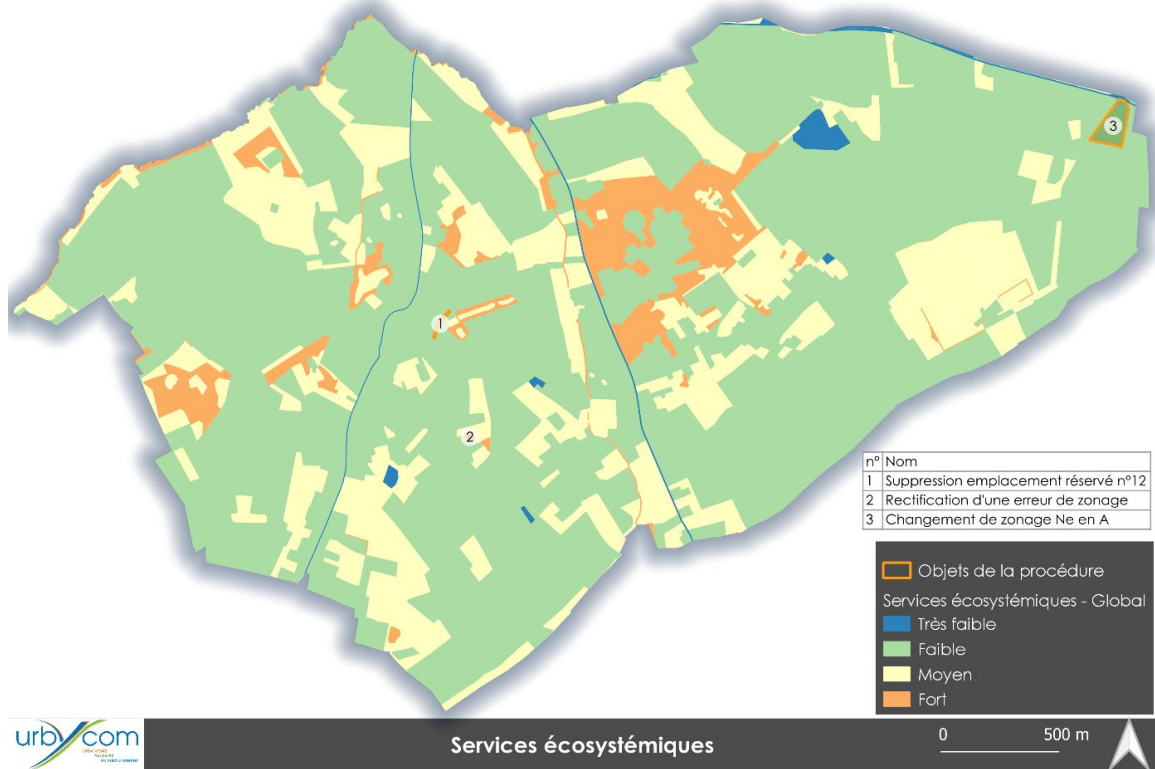 3
1
2
n° Nom
1 Suppression emplacement réservé n°12
2 Rectification d'une erreur de zonage
3 Changement de zonage Ne en A
Objets de la procédure
Services écosystémiques - Global
Très faible
Faible
Moyen
Fort
urbycom
Services écosystémiques
0 500 m